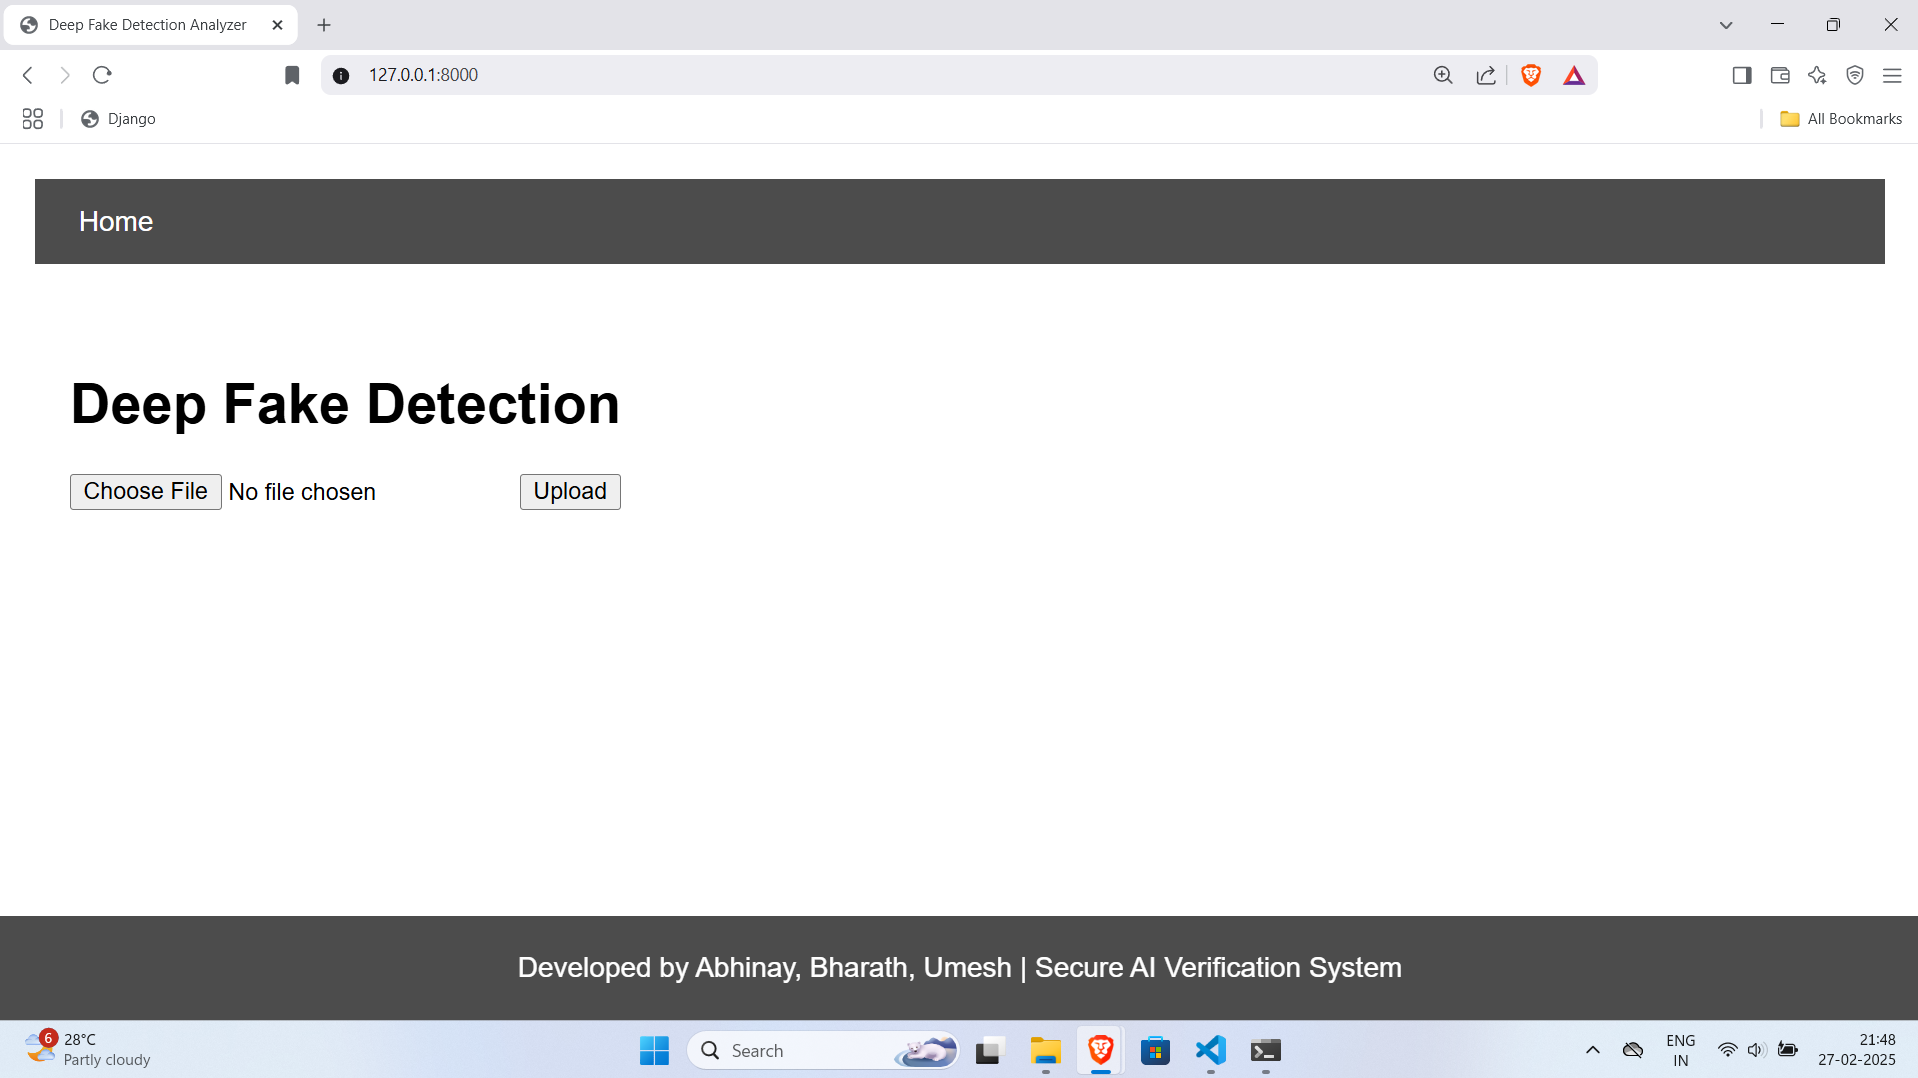 Deep Fake Detection Analyzer
127.0.0.1:8000
Django
All Bookmarks
Home
Deep Fake Detection
Choose File No file chosen Upload
Developed by Abhinay, Bharath, Umesh | Secure AI Verification System
6
28°C
Partly cloudy
Search
ENG
IN
21:48
27-02-2025